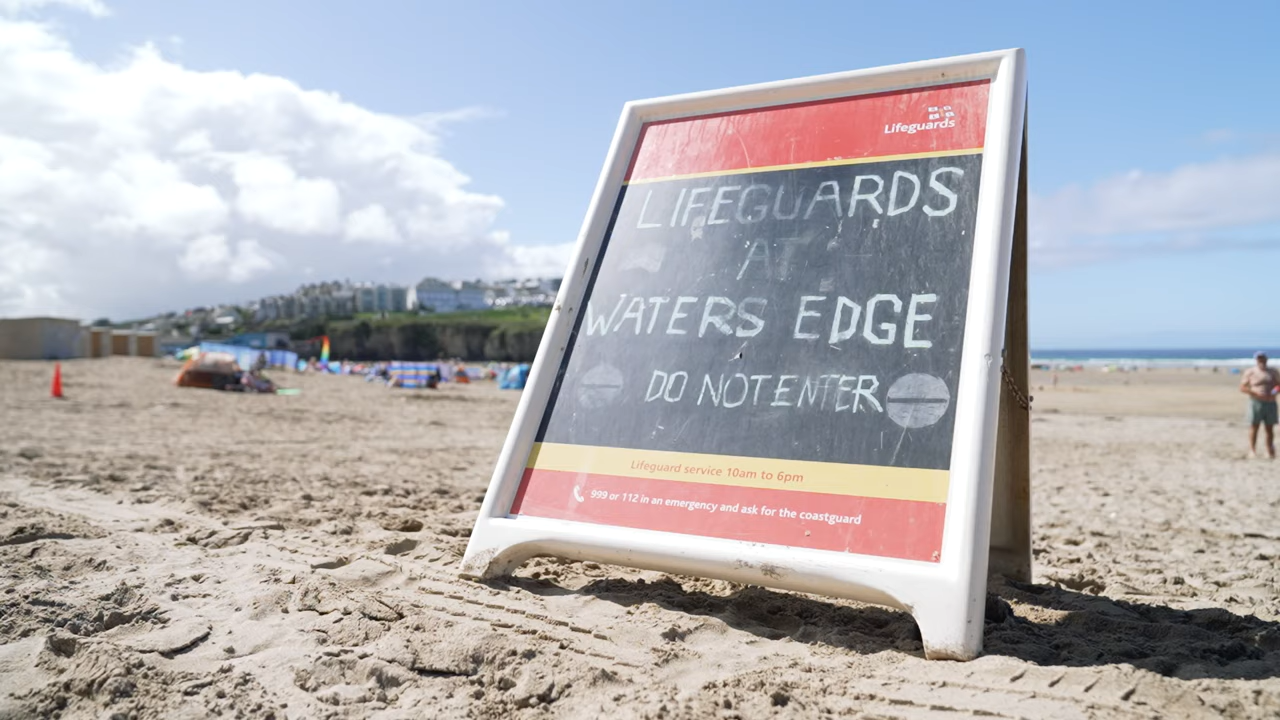 Lifeguards
LIFEGUARDS
AT
WATERS EDGE
DO NOT ENTER
Lifeguard service 10am to 6pm
999 or 112 in an emergency and ask for the coastguard